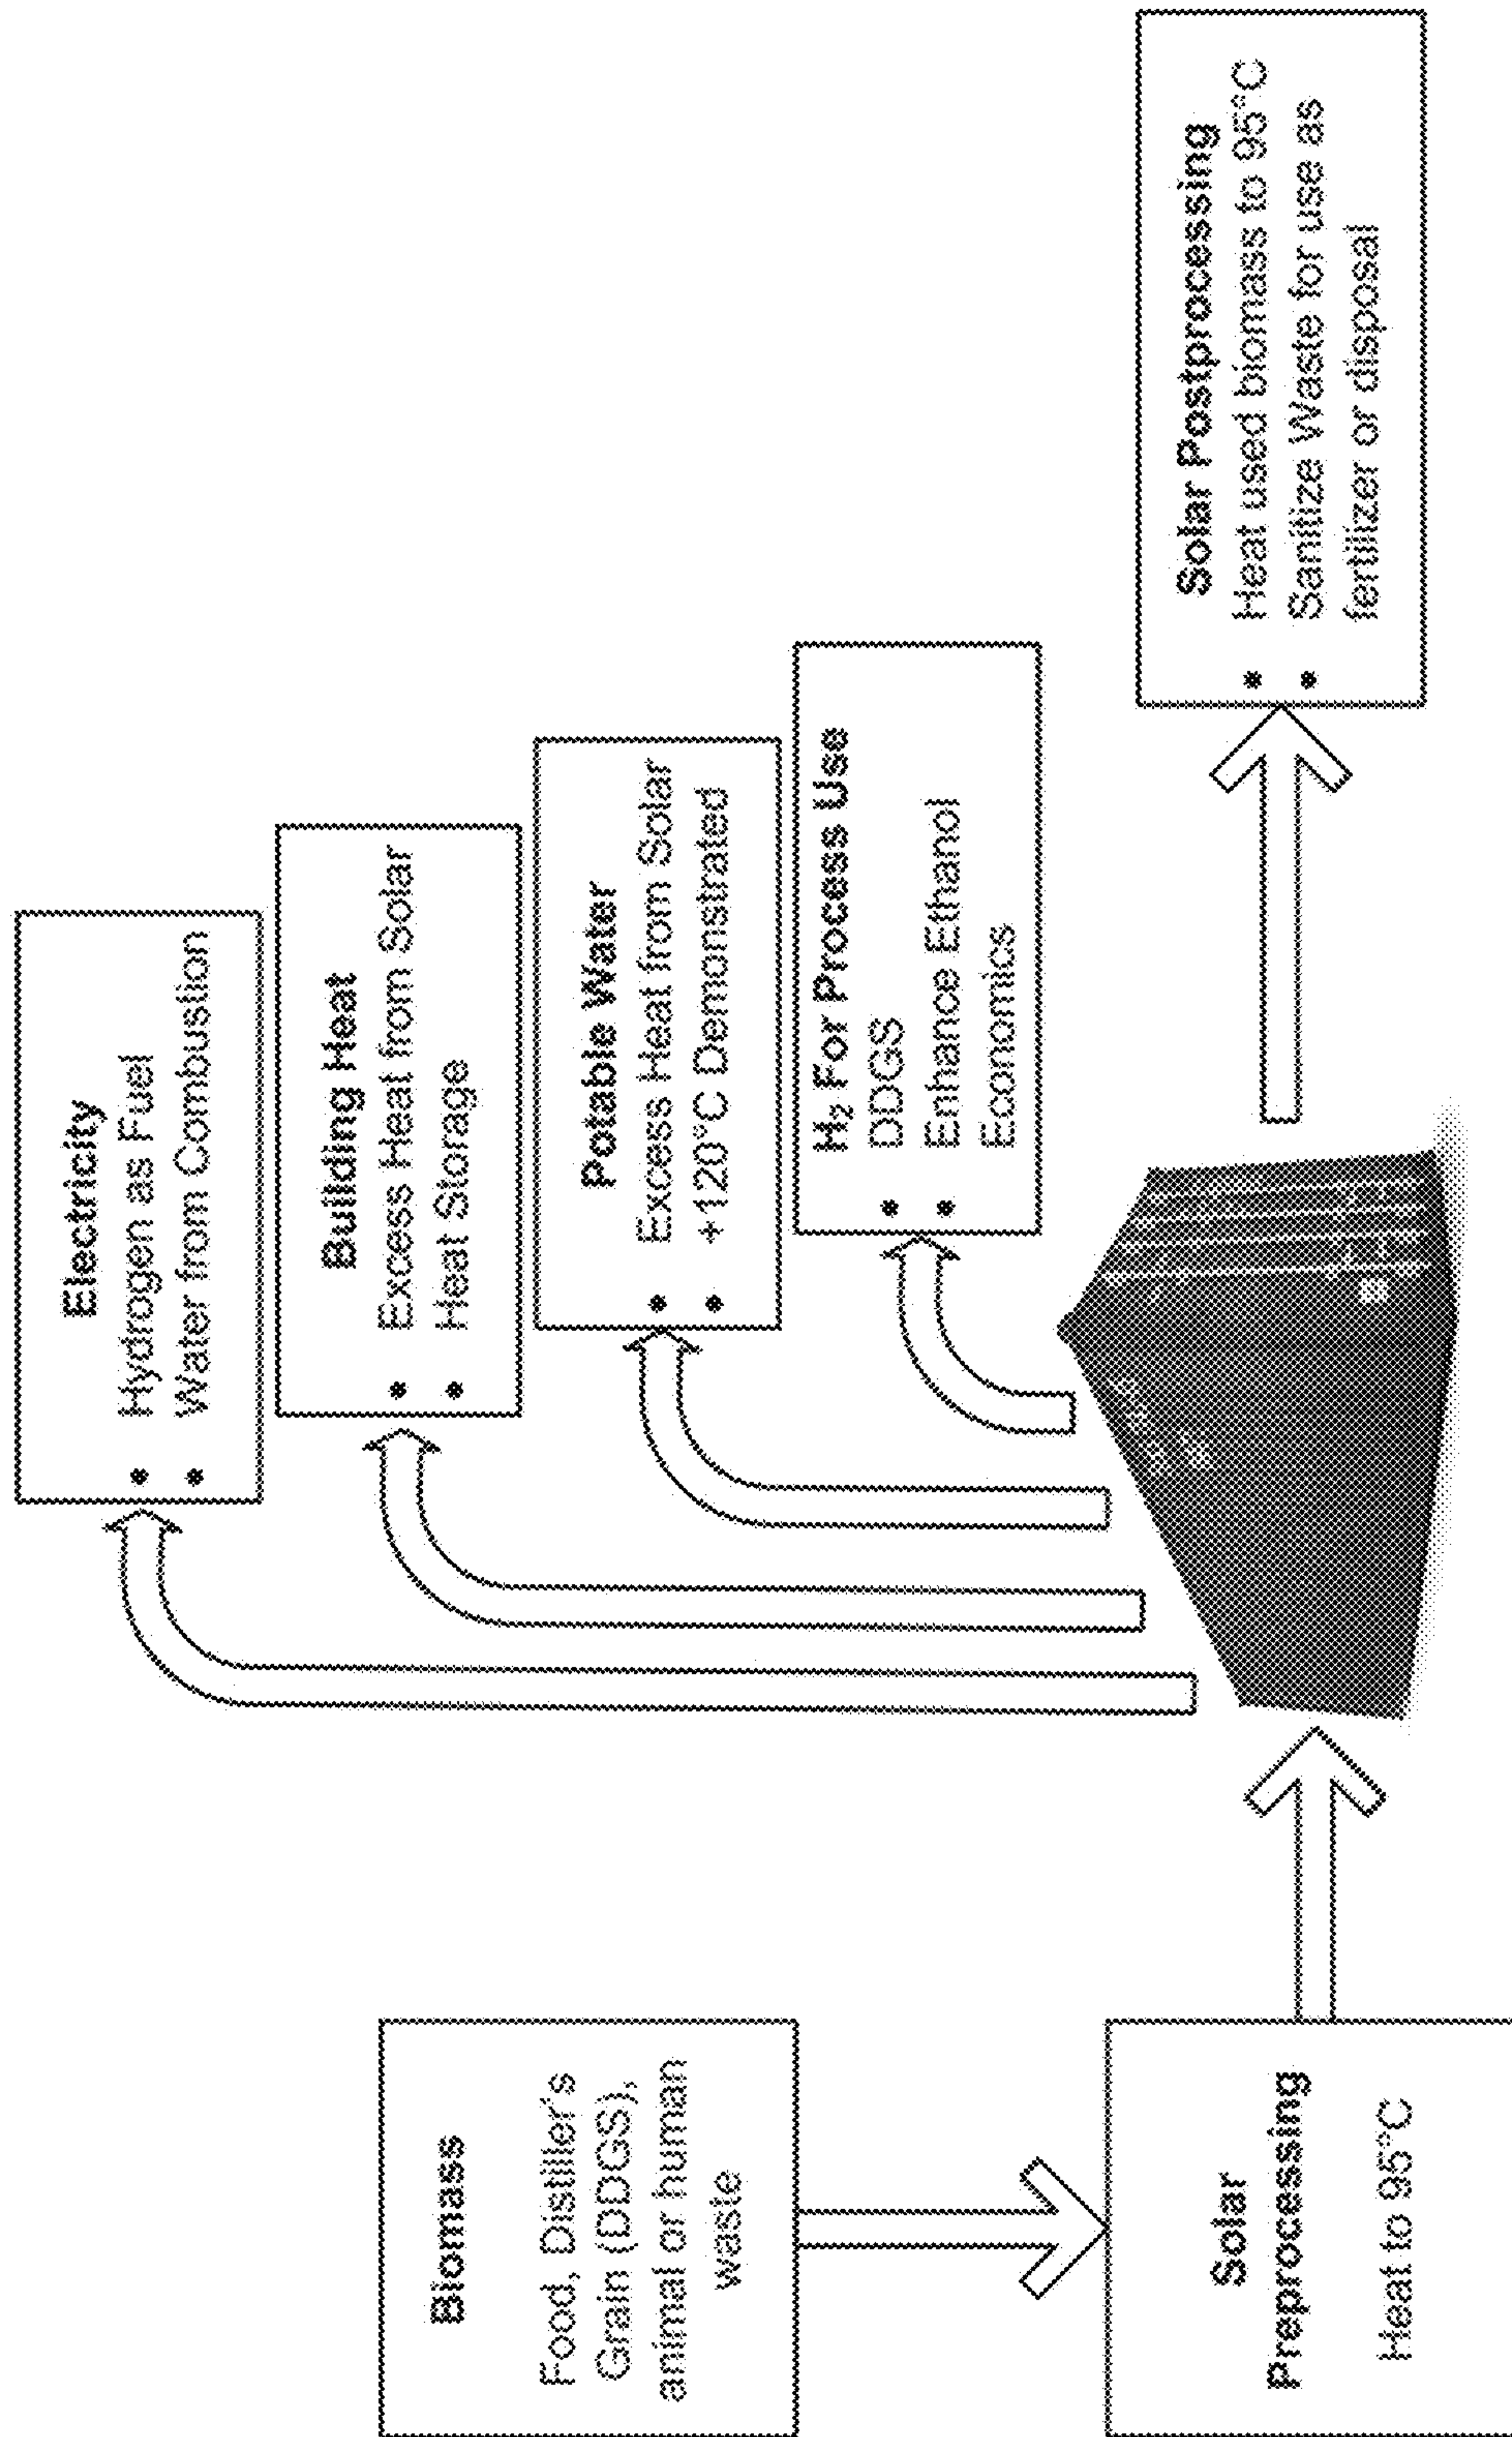 Biomass
Food, Distiller's
Grain (DDGS),
animal or human
waste
Solar
Preprocessing
Heat to 95°C
Electricity
• Hydrogen as Fuel
• Water from Combustion
Building Heat
• Excess Heat from Solar
• Heat Storage
Potable Water
• Excess Heat from Solar
• +120°C Demonstrated
H₂ For Process Use
• DDGS
• Enhance Ethanol
Economics
Solar Postprocessing
• Heat used biomass to 95°C
• Sanitize Waste for use as
fertilizer or disposal